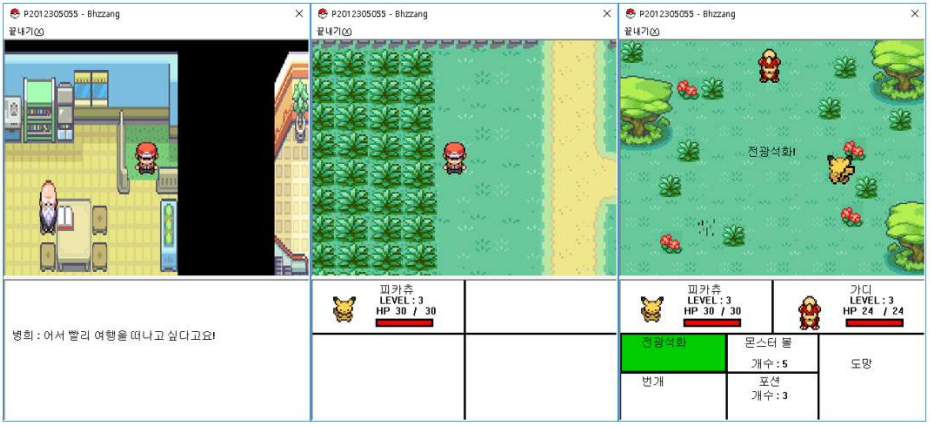 P2012305055 - Bhzzang
끝내기(X)
병희 : 어서 빨리 여행을 떠나고 싶다고요!
P2012305055 - Bhzzang
끝내기(X)
피카츄
LEVEL : 3
HP 30 / 30
P2012305055 - Bhzzang
끝내기(X)
전광석화!
피카츄
LEVEL : 3
HP 30 / 30
가디
LEVEL : 3
HP 24 / 24
전광석화
몬스터 볼
개수 : 5
도망
번개
포션
개수 : 3